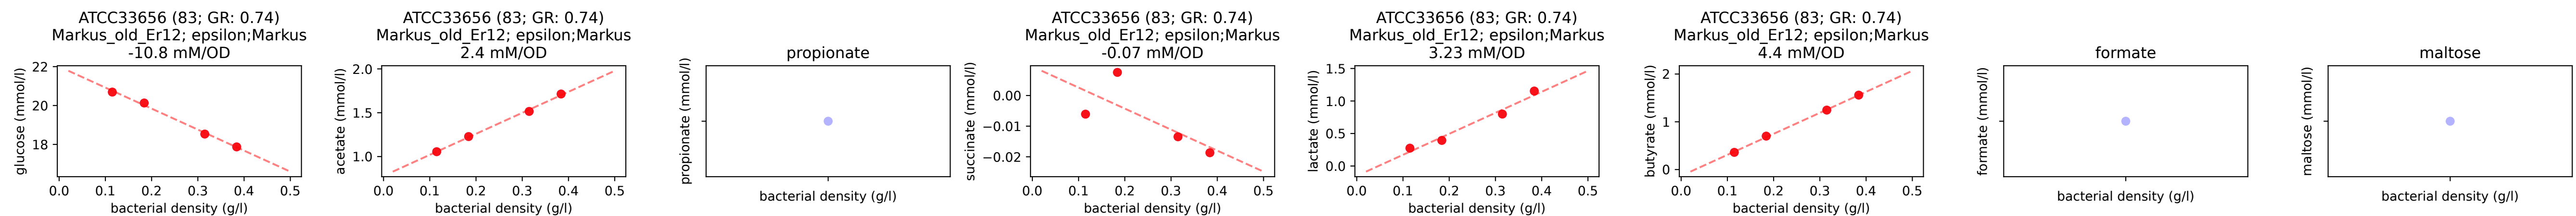 ATCC33656 (83; GR: 0.74)
Markus_old_Er12; epsilon;Markus
-10.8 mM/OD
glucose (mmol/l)
22
20
18
0.0 0.1 0.2 0.3 0.4 0.5
bacterial density (g/l)
ATCC33656 (83; GR: 0.74)
Markus_old_Er12; epsilon;Markus
2.4 mM/OD
acetate (mmol/l)
2.0
1.5
1.0
0.0 0.1 0.2 0.3 0.4 0.5
bacterial density (g/l)
propionate
propionate (mmol/l)
bacterial density (g/l)
ATCC33656 (83; GR: 0.74)
Markus_old_Er12; epsilon;Markus
-0.07 mM/OD
succinate (mmol/l)
0.00
−0.01
−0.02
0.0 0.1 0.2 0.3 0.4 0.5
bacterial density (g/l)
ATCC33656 (83; GR: 0.74)
Markus_old_Er12; epsilon;Markus
3.23 mM/OD
lactate (mmol/l)
1.5
1.0
0.5
0.0
0.0 0.1 0.2 0.3 0.4 0.5
bacterial density (g/l)
ATCC33656 (83; GR: 0.74)
Markus_old_Er12; epsilon;Markus
4.4 mM/OD
butyrate (mmol/l)
2
1
0
0.0 0.1 0.2 0.3 0.4 0.5
bacterial density (g/l)
formate
formate (mmol/l)
bacterial density (g/l)
maltose
maltose (mmol/l)
bacterial density (g/l)